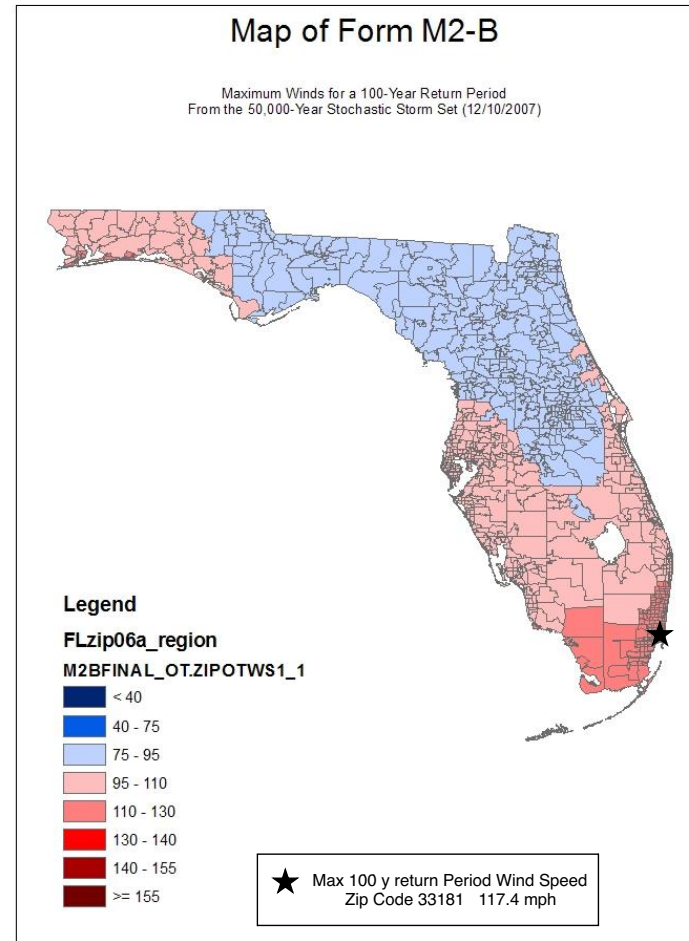 Map of Form M2-B
Maximum Winds for a 100-Year Return Period
From the 50,000-Year Stochastic Storm Set (12/10/2007)
Legend
FLzip06a_region
M2BFINAL_OT.ZIPOTWS1_1
< 40
40 - 75
75 - 95
95 - 110
110 - 130
130 - 140
140 - 155
>= 155
Max 100 y return Period Wind Speed
Zip Code 33181 117.4 mph